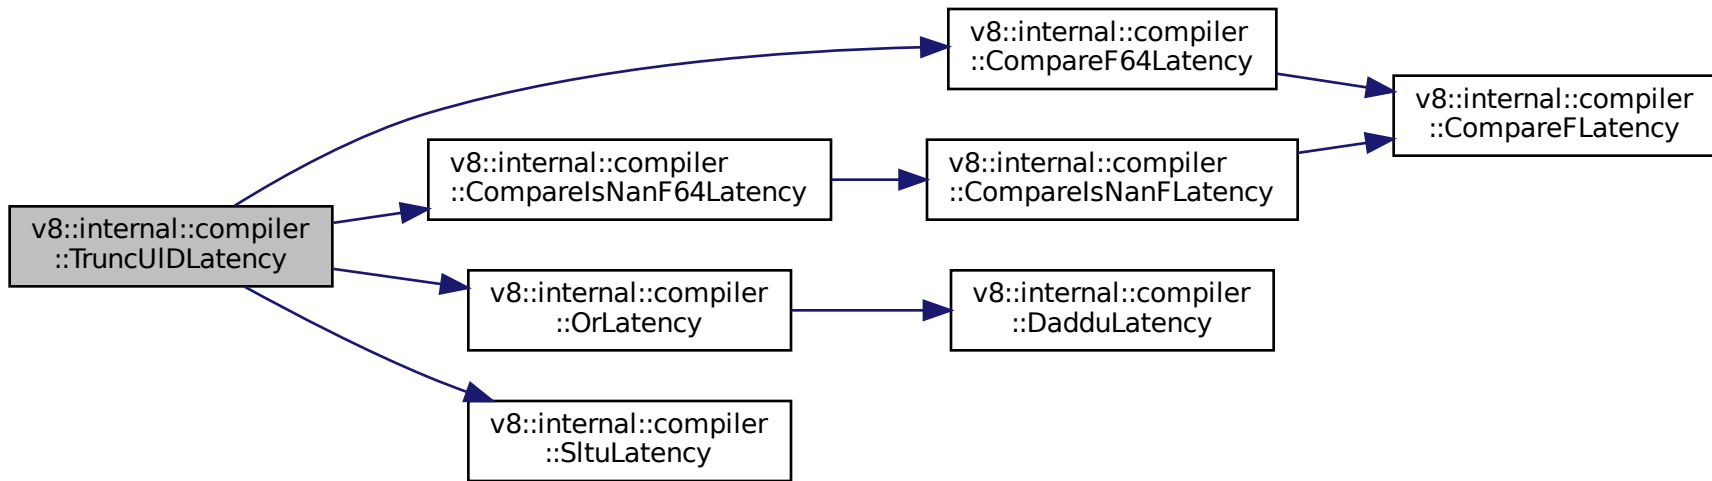 v8::internal::compiler
::TruncUlDLatency
v8::internal::compiler
::CompareF64Latency
v8::internal::compiler
::CompareFLatency
v8::internal::compiler
::CompareIsNanF64Latency
v8::internal::compiler
::CompareIsNanFLatency
v8::internal::compiler
::OrLatency
v8::internal::compiler
::DadduLatency
v8::internal::compiler
::SltuLatency